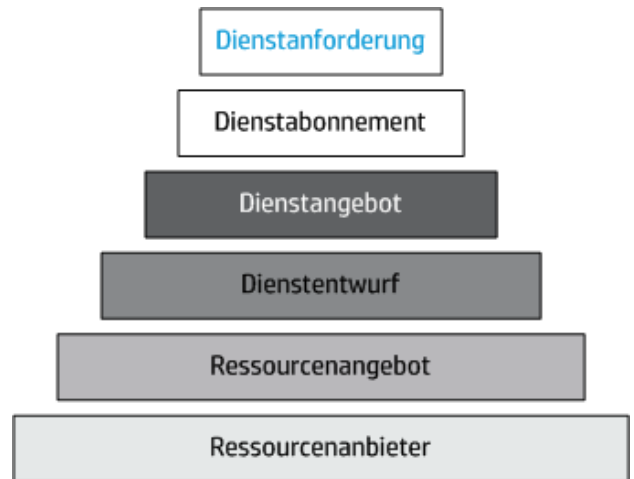 Dienstanforderung
Dienstabonnement
Dienstangebot
Dienstentwurf
Ressourcenangebot
Ressourcenanbieter